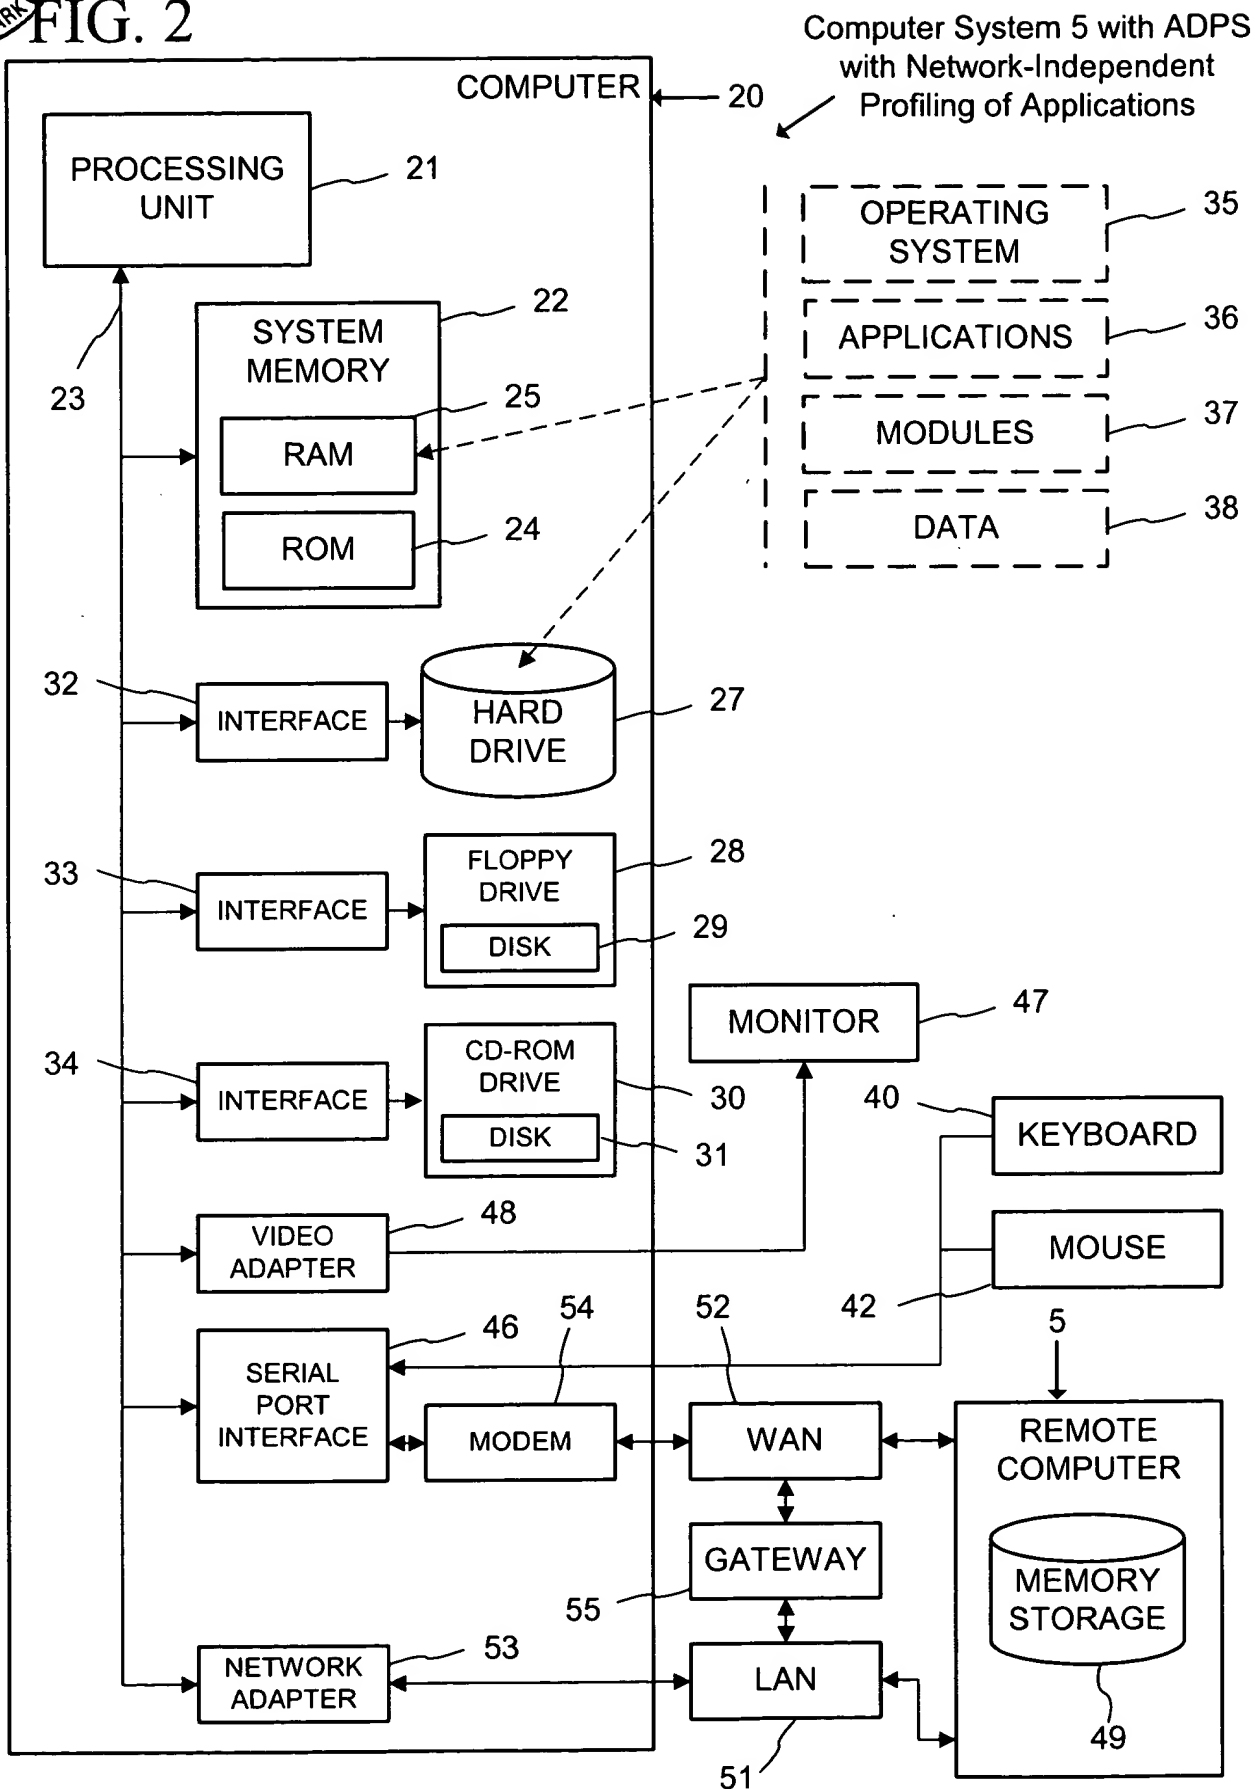 ARK
FIG. 2
Computer System 5 with ADPS
with Network-Independent
Profiling of Applications
COMPUTER
20
PROCESSING
UNIT
21
OPERATING
SYSTEM
35
22
SYSTEM
MEMORY
APPLICATIONS
36
23
25
RAM
MODULES
37
24
ROM
DATA
38
32
INTERFACE
HARD
DRIVE
27
33
INTERFACE
FLOPPY
DRIVE
28
DISK
29
MONITOR
47
34
INTERFACE
CD-ROM
DRIVE
30
DISK
31
40
KEYBOARD
48
VIDEO
ADAPTER
MOUSE
42
46
54
52
5
SERIAL
PORT
INTERFACE
MODEM
WAN
REMOTE
COMPUTER
GATEWAY
55
MEMORY
STORAGE
53
NETWORK
ADAPTER
LAN
49
51